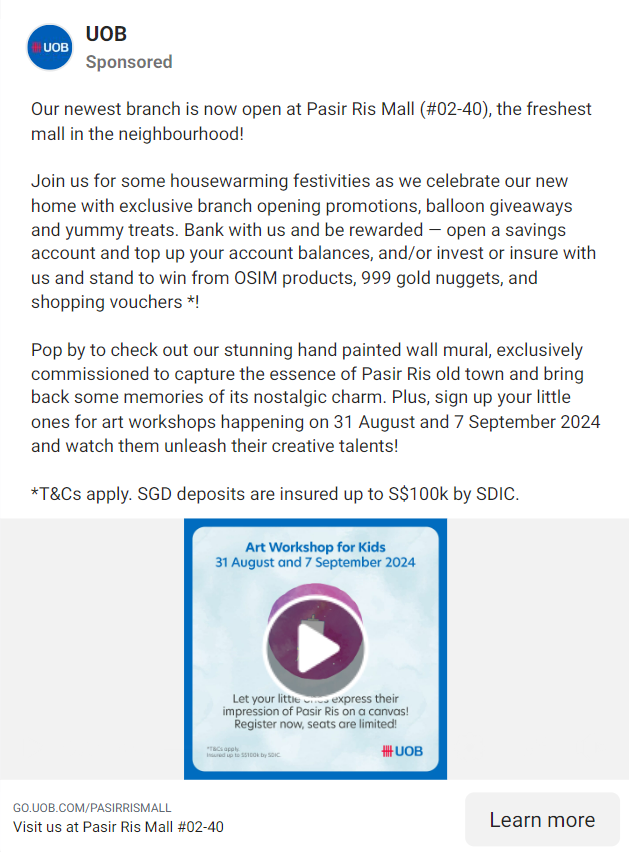 UOB
UOB
Sponsored
Our newest branch is now open at Pasir Ris Mall (#02-40), the freshest
mall in the neighbourhood!
Join us for some housewarming festivities as we celebrate our new
home with exclusive branch opening promotions, balloon giveaways
and yummy treats. Bank with us and be rewarded — open a savings
account and top up your account balances, and/or invest or insure with
us and stand to win from OSIM products, 999 gold nuggets, and
shopping vouchers *!
Pop by to check out our stunning hand painted wall mural, exclusively
commissioned to capture the essence of Pasir Ris old town and bring
back some memories of its nostalgic charm. Plus, sign up your little
ones for art workshops happening on 31 August and 7 September 2024
and watch them unleash their creative talents!
*T&Cs apply. SGD deposits are insured up to S$100k by SDIC.
Art Workshop for Kids
31 August and 7 September 2024
Let your little ones express their
impression of Pasir Ris on a canvas!
Register now, seats are limited!
*T&Cs apply.
Insured up to S$100k by SDIC
UOB
GO.UOB.COM/PASIRRISMALL
Visit us at Pasir Ris Mall #02-40
Learn more